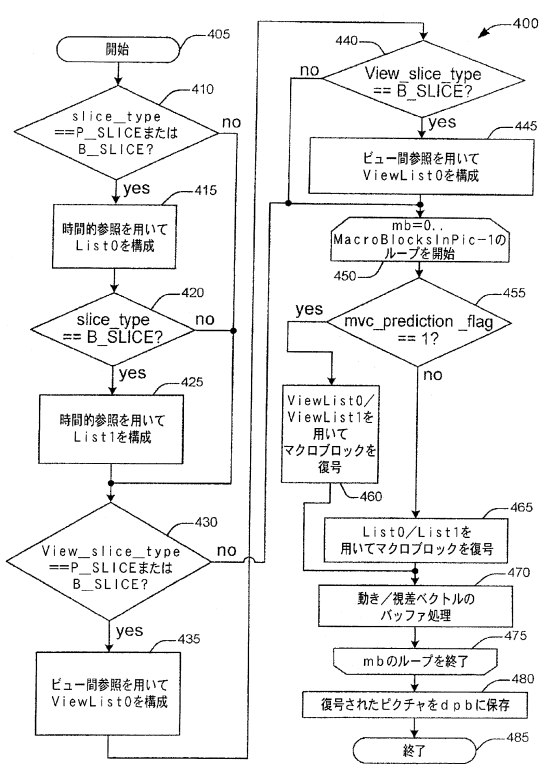 400
開始
405
slice_type
==P_SLICEまたは
B_SLICE?
410
no
yes
時間的参照を用いて
List0を構成
415
slice_type
== B_SLICE?
420
no
yes
時間的参照を用いて
List1を構成
425
View_slice_type
==P_SLICEまたは
B_SLICE?
430
no
yes
ビュー間参照を用いて
ViewList0を構成
435
440
View_slice_type
== B_SLICE?
no
yes
ビュー間参照を用いて
ViewList0を構成
445
mb=0..
MacroBlocksInPic-1の
ループを開始
450
mvc_prediction _flag
== 1?
455
yes
no
ViewList0/
ViewList1を
用いて
マクロブロックを
復号
460
List0/List1を
用いてマクロブロックを復号
465
動き/視差ベクトルの
バッファ処理
470
mbのループを終了
475
復号されたピクチャをdpbに保存
480
終了
485